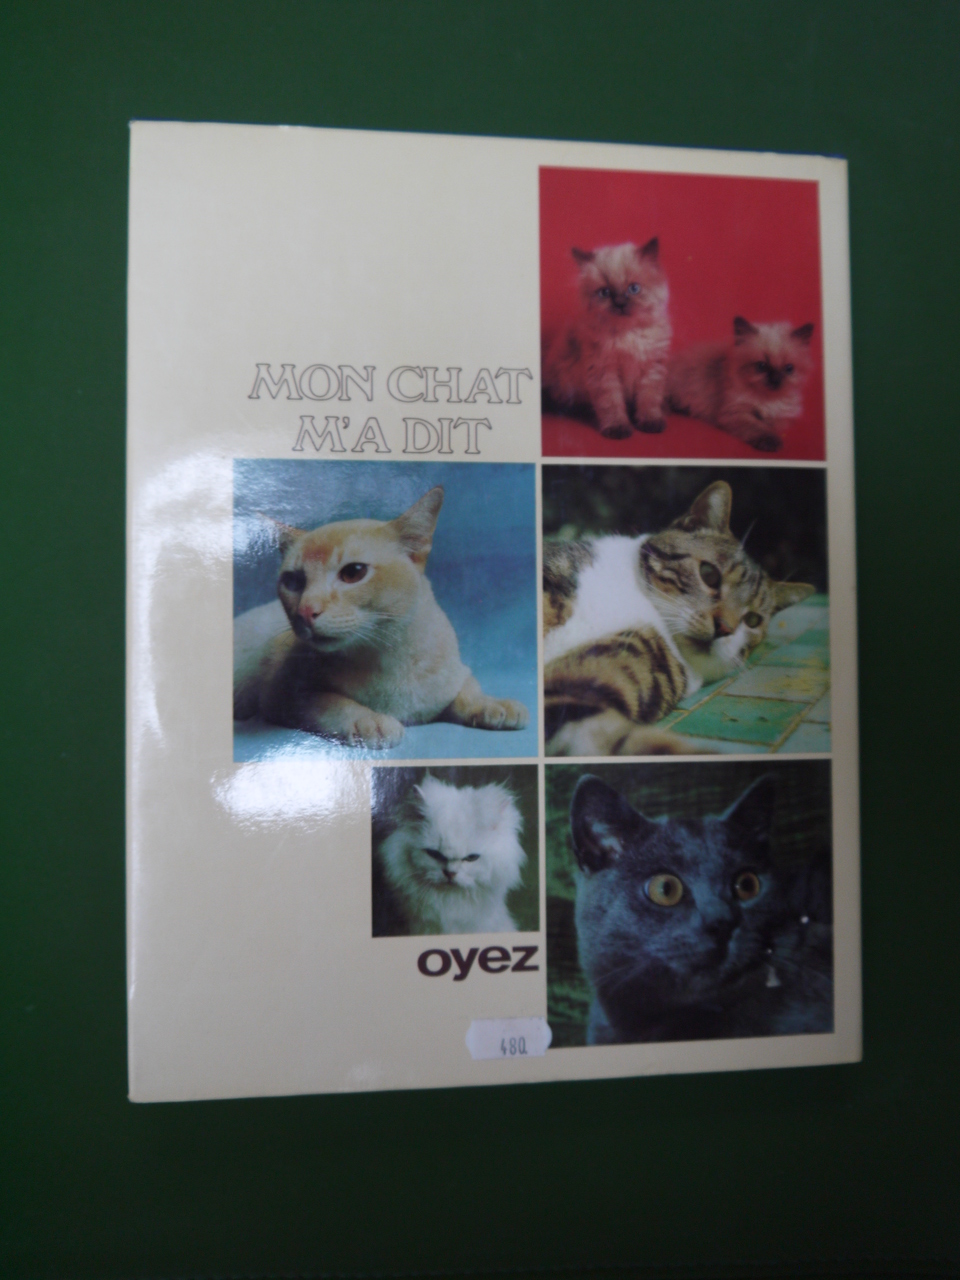 MON CHAT
M'A DIT
oyez
480